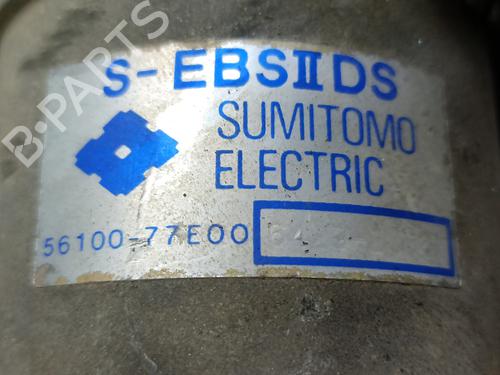 S-EBSⅡDS
SUMITOMO
ELECTRIC
56100-77E00
B-PARTS